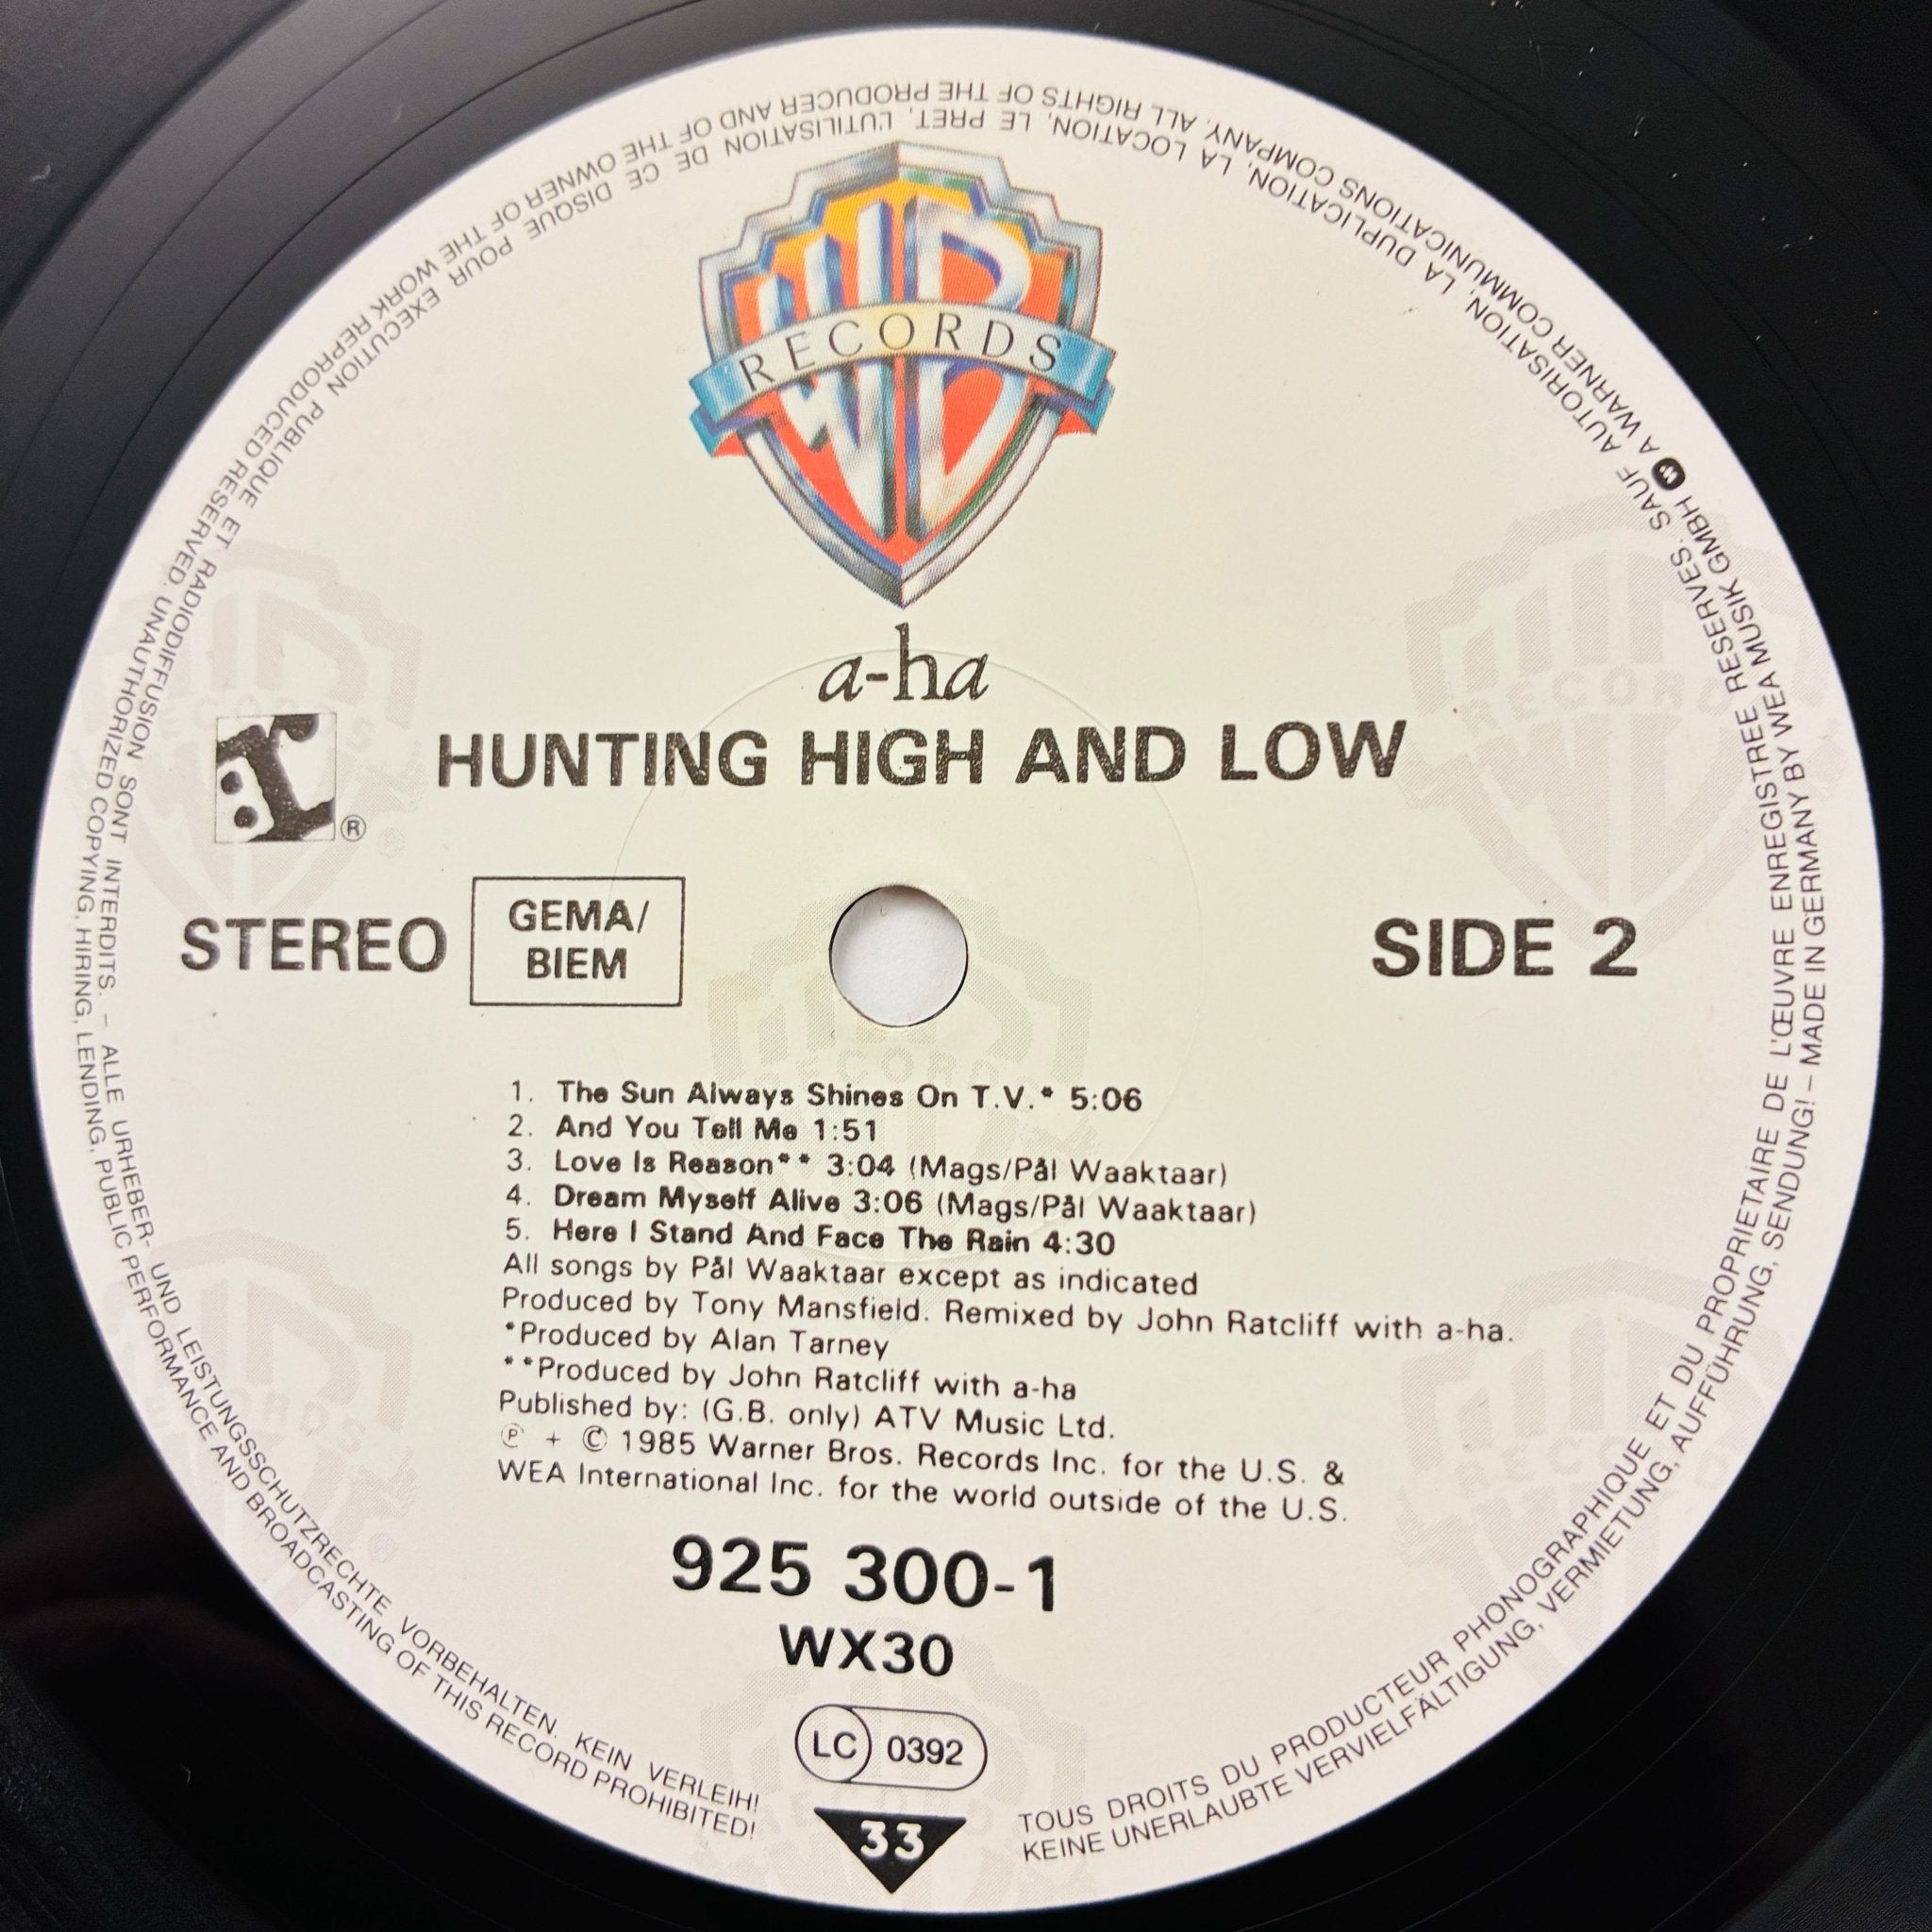 WB
RECORDS
a-ha
HUNTING HIGH AND LOW
r ®
STEREO
GEMA/
BIEM
SIDE 2
1. The Sun Always Shines On T.V.* 5:06
2. And You Tell Me 1:51
3. Love Is Reason** 3:04 (Mags/Pål Waaktaar)
4. Dream Myself Alive 3:06 (Mags/Pål Waaktaar)
5. Here I Stand And Face The Rain 4:30
All songs by Pål Waaktaar except as indicated
Produced by Tony Mansfield. Remixed by John Ratcliff with a-ha.
*Produced by Alan Tarney
**Produced by John Ratcliff with a-ha
Published by: (G.B. only) ATV Music Ltd.
℗ + © 1985 Warner Bros. Records Inc. for the U.S. &
WEA International Inc. for the world outside of the U.S.
925 300-1
WX30
LC 0392
33
TOUS DROITS DU PRODUCTEUR PHONOGRAPHIQUE ET DU PROPRIETAIRE DE L'ŒUVRE ENREGISTREE RESERVES. SAUF AUTORISATION, LA DUPLICATION, LA LOCATION, LE PRET, L'UTILISATION DE CE DISQUE POUR EXECUTION PUBLIQUE ET RADIODIFFUSION SONT INTERDITS. – ALLE URHEBER- UND LEISTUNGSSCHUTZRECHTE VORBEHALTEN. KEIN VERLEIH!
KEINE UNERLAUBTE VERVIELFÄLTIGUNG, VERMIETUNG, AUFFÜHRUNG, SENDUNG! – MADE IN GERMANY BY WEA MUSIK GMBH A WARNER COMMUNICATIONS COMPANY. ALL RIGHTS OF THE PRODUCER AND OF THE OWNER OF THE WORK REPRODUCED RESERVED. UNAUTHORIZED COPYING, HIRING, LENDING, PUBLIC PERFORMANCE AND BROADCASTING OF THIS RECORD PROHIBITED!